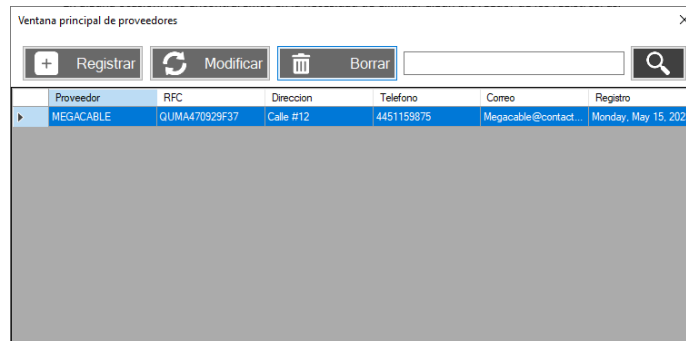 Ventana principal de proveedores
Registrar Modificar Borrar
Proveedor RFC Direccion Telefono Correo Registro
MEGACABLE QUMA470929F37 Calle #12 4451159875 Megacable@contact... Monday, May 15, 202